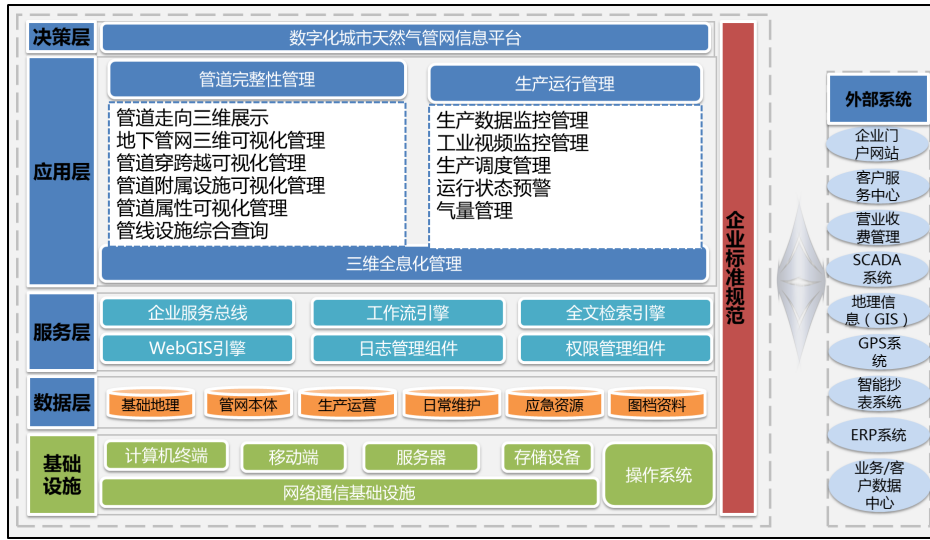 决策层
数字化城市天然气管网信息平台
应用层
管道完整性管理
管道走向三维展示
地下管网三维可视化管理
管道穿跨越可视化管理
管道附属设施可视化管理
管道属性可视化管理
管线设施综合查询
生产运行管理
生产数据监控管理
工业视频监控管理
生产调度管理
运行状态预警
气量管理
三维全息化管理
服务层
企业服务总线
工作流引擎
全文检索引擎
WebGIS引擎
日志管理组件
权限管理组件
数据层
基础地理
管网本体
生产运营
日常维护
应急资源
图档资料
基础
设施
计算机终端
移动端
服务器
存储设备
操作系统
网络通信基础设施
企业标准规范
外部系统
企业门
户网站
客户服
务中心
营业收
费管理
SCADA
系统
地理信
息（GIS）
GPS系
统
智能抄
表系统
ERP系统
业务/客
户数据
中心